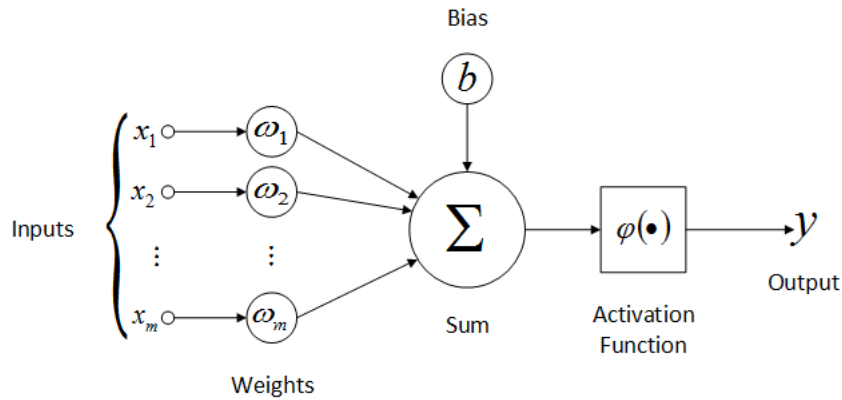 Bias
b
x₁ ω₁
x₂ ω₂
Inputs
⋮ ⋮
Σ
φ(•)
y
Output
xₘ ωₘ
Sum
Activation
Function
Weights